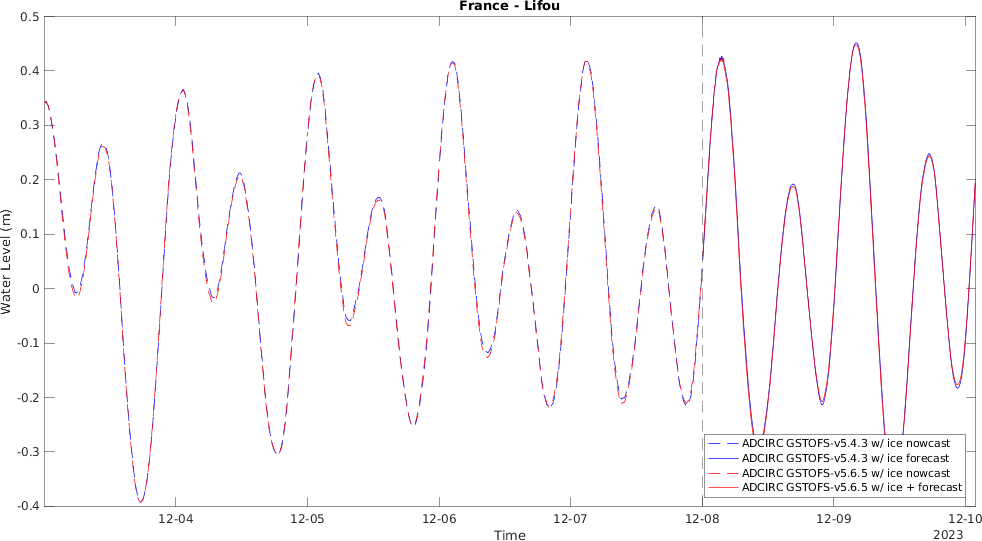 France - Lifou
Water Level (m)
0.5
0.4
0.3
0.2
0.1
0
-0.1
-0.2
-0.3
-0.4
ADCIRC GSTOFS-v5.4.3 w/ ice nowcast
ADCIRC GSTOFS-v5.4.3 w/ ice forecast
ADCIRC GSTOFS-v5.6.5 w/ ice nowcast
ADCIRC GSTOFS-v5.6.5 w/ ice + forecast
12-04 12-05 12-06 12-07 12-08 12-09 12-10
Time
2023